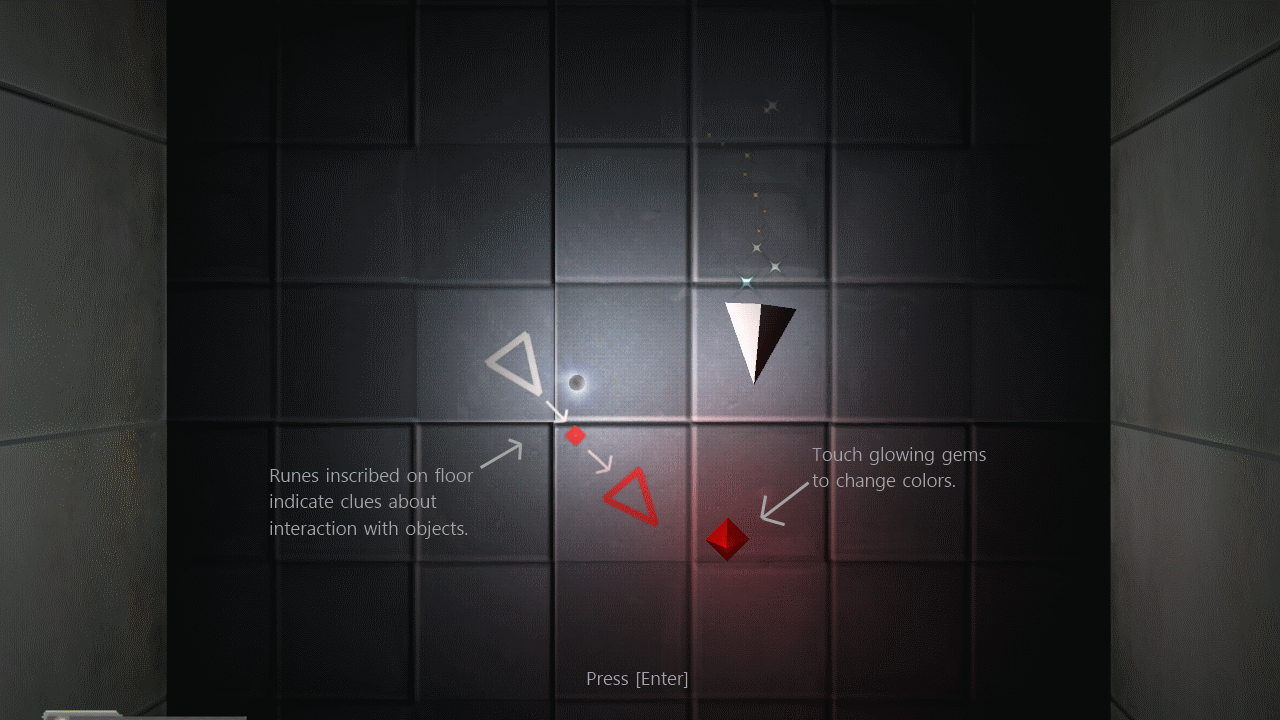 Touch glowing gems
to change colors.
Runes inscribed on floor
indicate clues about
interaction with objects.
Press [Enter]